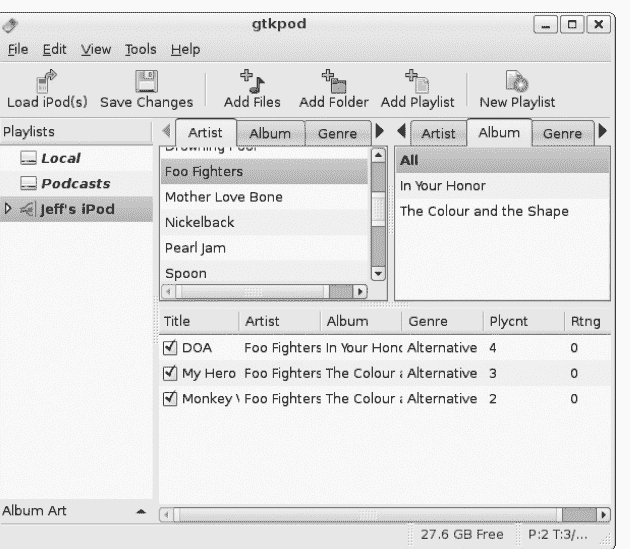 gtkpod
File Edit View Tools Help
Load iPod(s) Save Changes Add Files Add Folder Add Playlist New Playlist
Playlists
Artist Album Genre
Artist Album Genre
Local
Podcasts
Jeff's iPod
Foo Fighters
Mother Love Bone
Nickelback
Pearl Jam
Spoon
All
In Your Honor
The Colour and the Shape
Title Artist Album Genre Plycnt Rtng
DOA Foo Fighters In Your Hono Alternative 4 0
My Hero Foo Fighters The Colour Alternative 3 0
Monkey Foo Fighters The Colour Alternative 2 0
Album Art
27.6 GB Free P:2 T:3/...